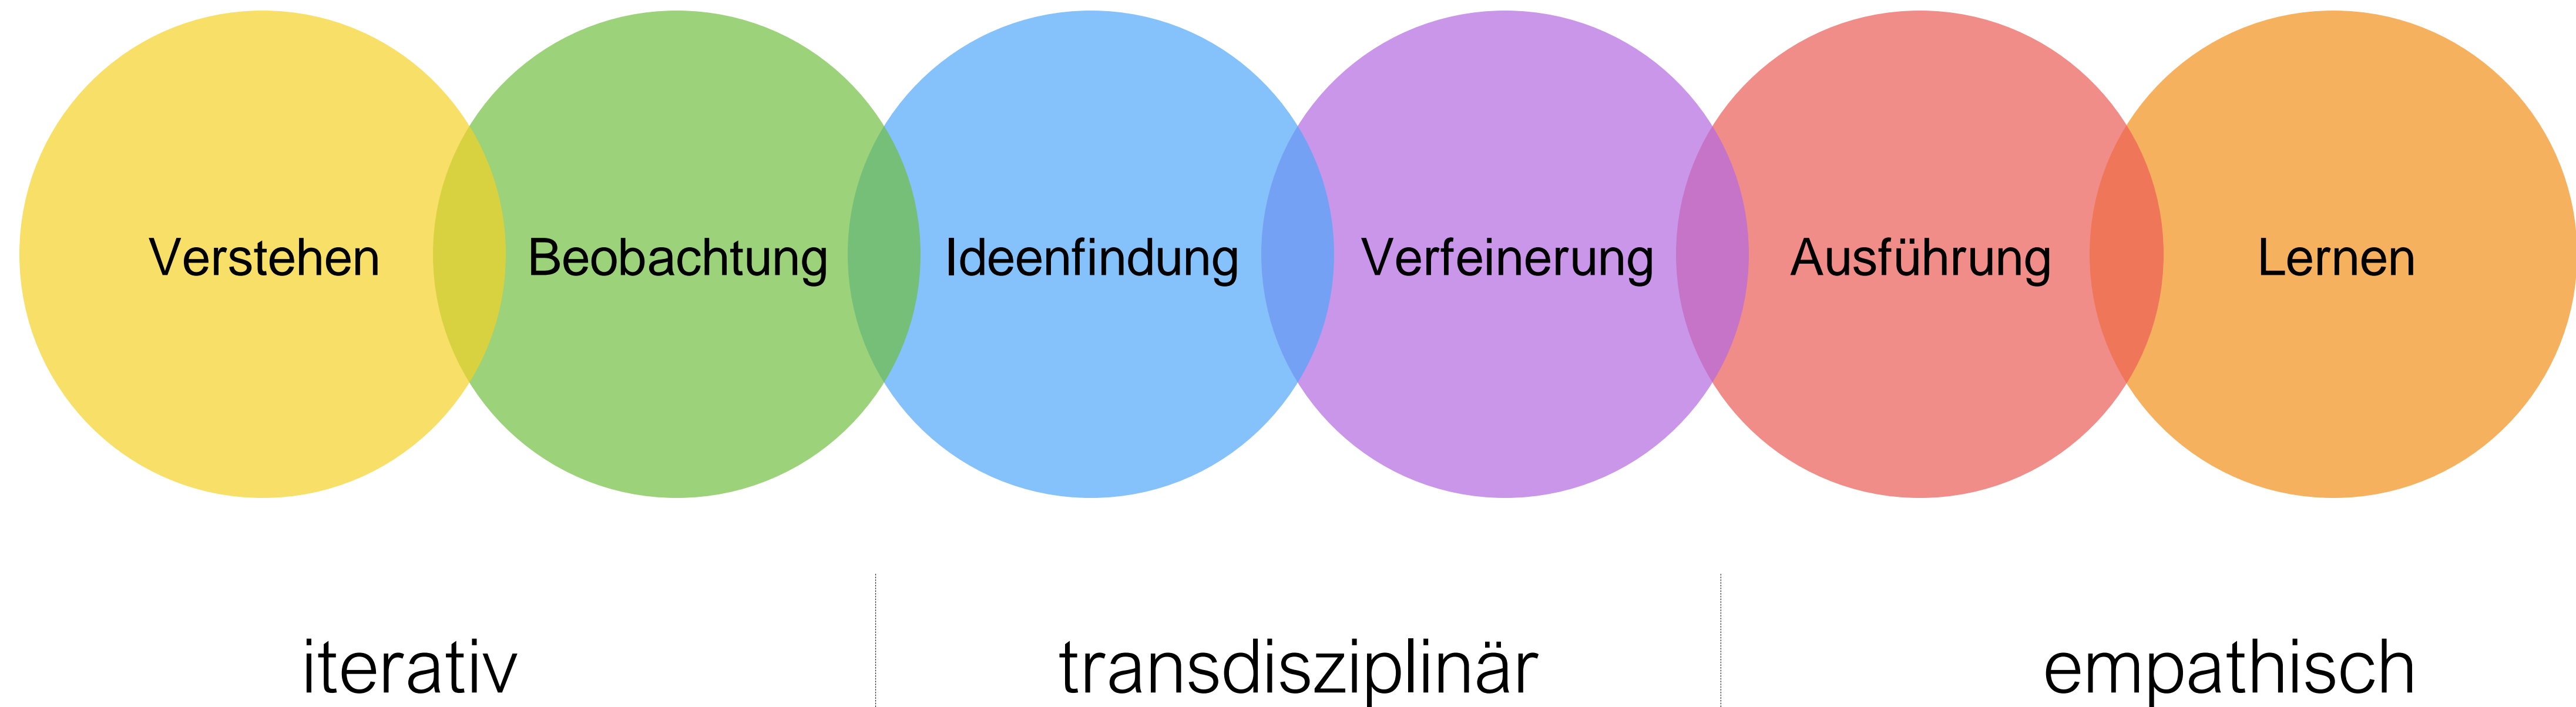 Verstehen
Beobachtung
Ideenfindung
Verfeinerung
Ausführung
Lernen
iterativ
transdisziplinär
empathisch